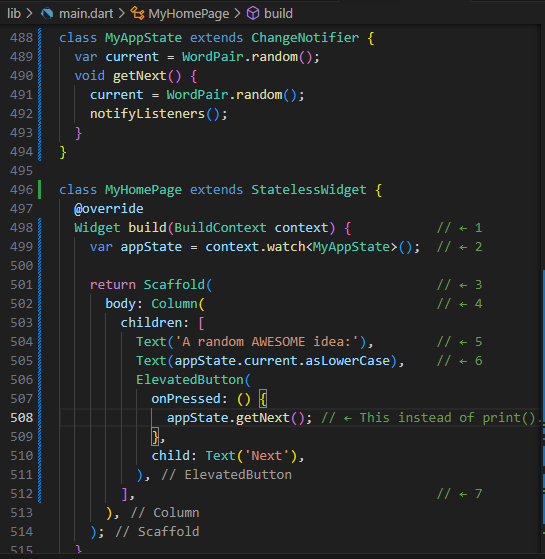 lib > main.dart > MyHomePage > build
488 class MyAppState extends ChangeNotifier {
489   var current = WordPair.random();
490   void getNext() {
491     current = WordPair.random();
492     notifyListeners();
493   }
494 }
495
496 class MyHomePage extends StatelessWidget {
497   @override
498   Widget build(BuildContext context) {           // ← 1
499     var appState = context.watch<MyAppState>();  // ← 2
500
501     return Scaffold(                             // ← 3
502       body: Column(                              // ← 4
503         children: [
504           Text('A random AWESOME idea:'),        // ← 5
505           Text(appState.current.asLowerCase),    // ← 6
506           ElevatedButton(
507             onPressed: () {
508               appState.getNext(); // ← This instead of print().
509             },
510             child: Text('Next'),
511           ), // ElevatedButton
512         ],                                       // ← 7
513       ), // Column
514     ); // Scaffold
515   }